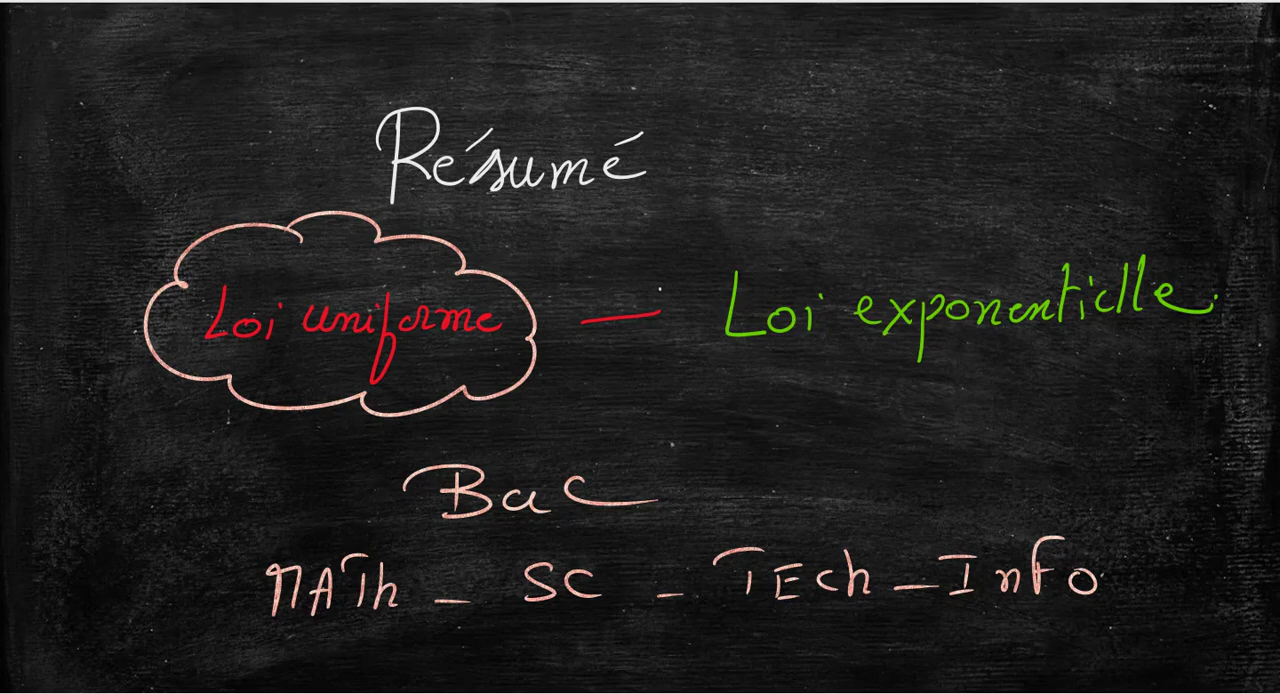 Résumé
Loi uniforme — Loi exponentielle
Bac
MATh - SC - TECh - Info